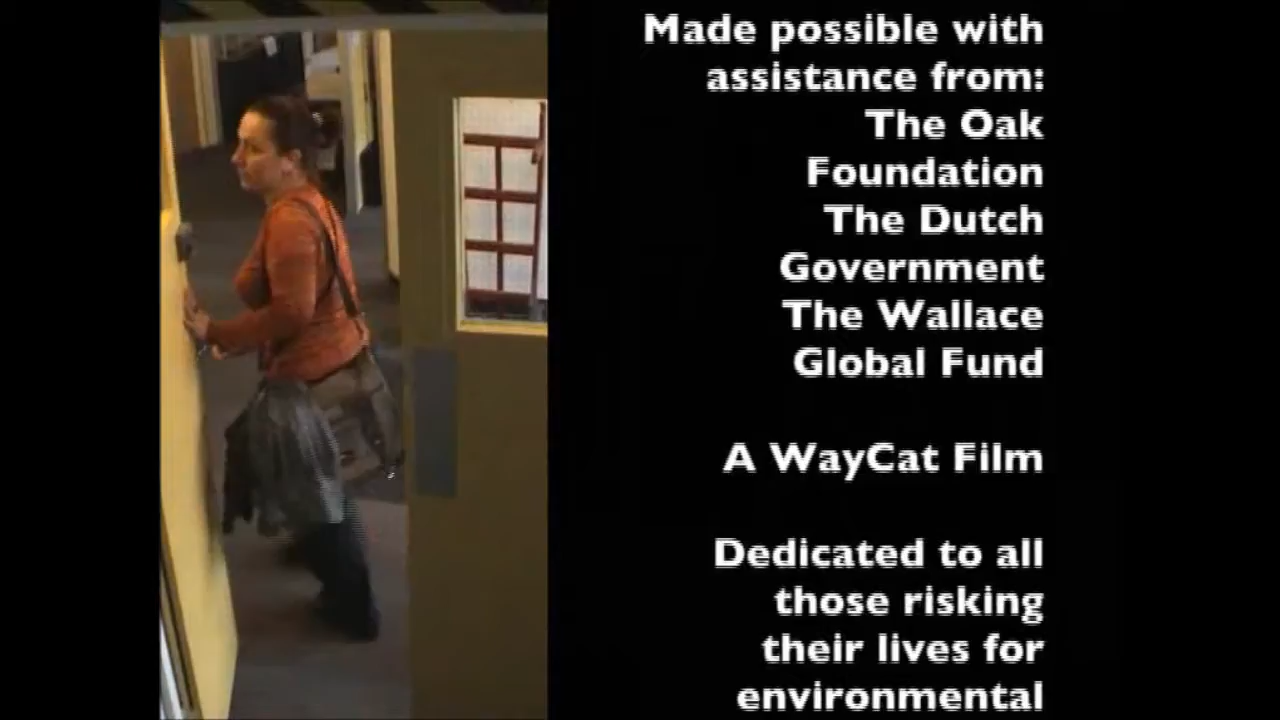 Made possible with
assistance from:
The Oak
Foundation
The Dutch
Government
The Wallace
Global Fund
A WayCat Film
Dedicated to all
those risking
their lives for
environmental